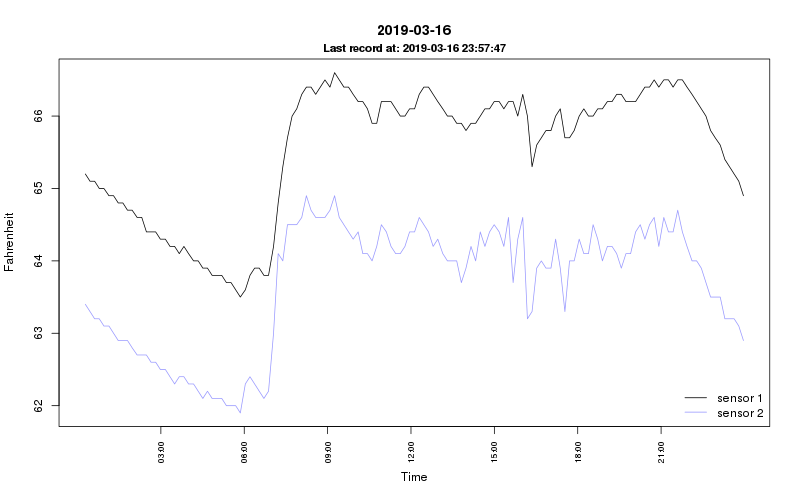 2019-03-16
Last record at: 2019-03-16 23:57:47
Fahrenheit
66
65
64
63
62
sensor 1
sensor 2
03:00 06:00 09:00 12:00 15:00 18:00 21:00
Time